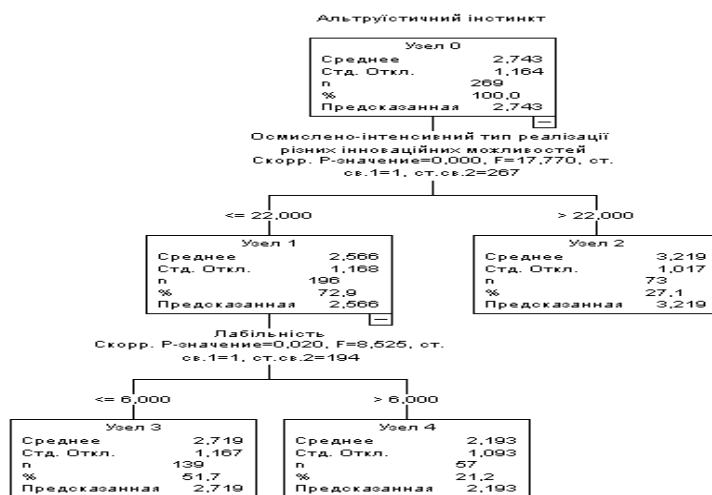 Альтруїстичний інстинкт
Узел 0
Среднее 2,743
Стд. Откл. 1,164
n 269
% 100,0
Предсказанная 2,743
Осмислено-інтенсивний тип реалізації
різних інноваційних можливостей
Скорр. P-значение=0,000, F=17,770, ст.
св.1=1, ст.св.2=267
<= 22,000
> 22,000
Узел 1
Среднее 2,566
Стд. Откл. 1,168
n 196
% 72,9
Предсказанная 2,566
Узел 2
Среднее 3,219
Стд. Откл. 1,017
n 73
% 27,1
Предсказанная 3,219
Лабільність
Скорр. P-значение=0,020, F=8,525, ст.
св.1=1, ст.св.2=194
<= 6,000
> 6,000
Узел 3
Среднее 2,719
Стд. Откл. 1,167
n 139
% 51,7
Предсказанная 2,719
Узел 4
Среднее 2,193
Стд. Откл. 1,093
n 57
% 21,2
Предсказанная 2,193